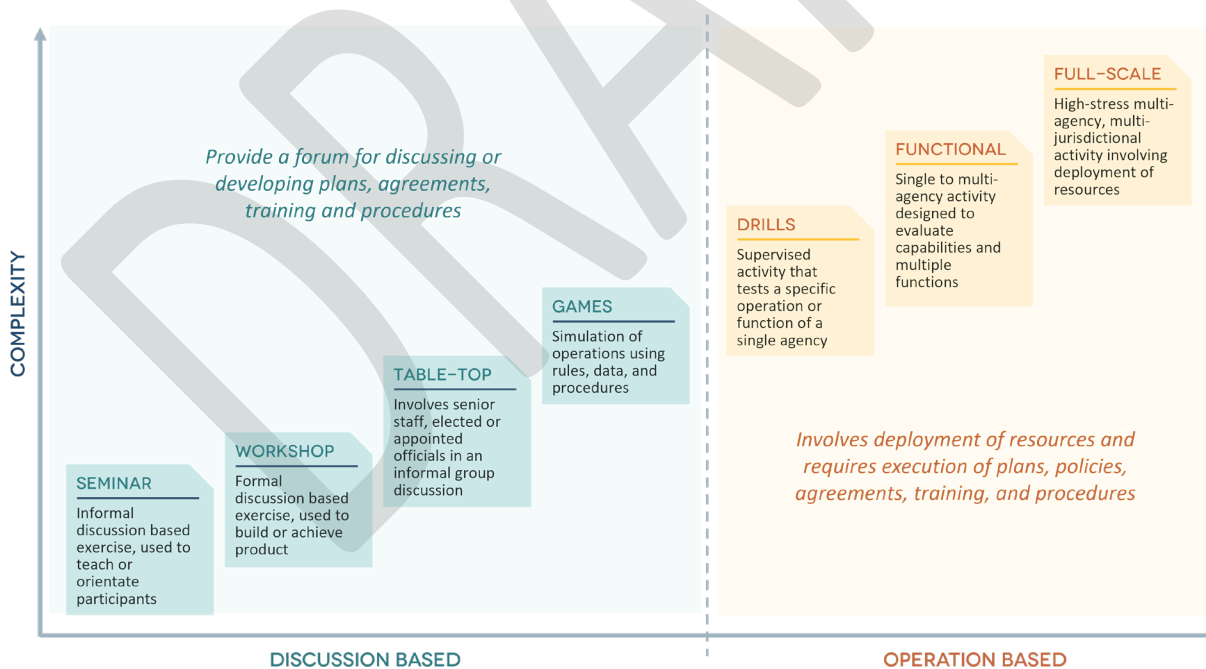 DRA
Provide a forum for discussing or
developing plans, agreements,
training and procedures
COMPLEXITY
SEMINAR
Informal
discussion based
exercise, used to
teach or
orientate
participants
WORKSHOP
Formal
discussion based
exercise, used to
build or achieve
product
TABLE-TOP
Involves senior
staff, elected or
appointed
officials in an
informal group
discussion
GAMES
Simulation of
operations using
rules, data, and
procedures
DRILLS
Supervised
activity that
tests a specific
operation or
function of a
single agency
FUNCTIONAL
Single to multi-
agency activity
designed to
evaluate
capabilities and
multiple
functions
FULL-SCALE
High-stress multi-
agency, multi-
jurisdictional
activity involving
deployment of
resources
Involves deployment of resources and
requires execution of plans, policies,
agreements, training, and procedures
DISCUSSION BASED
OPERATION BASED